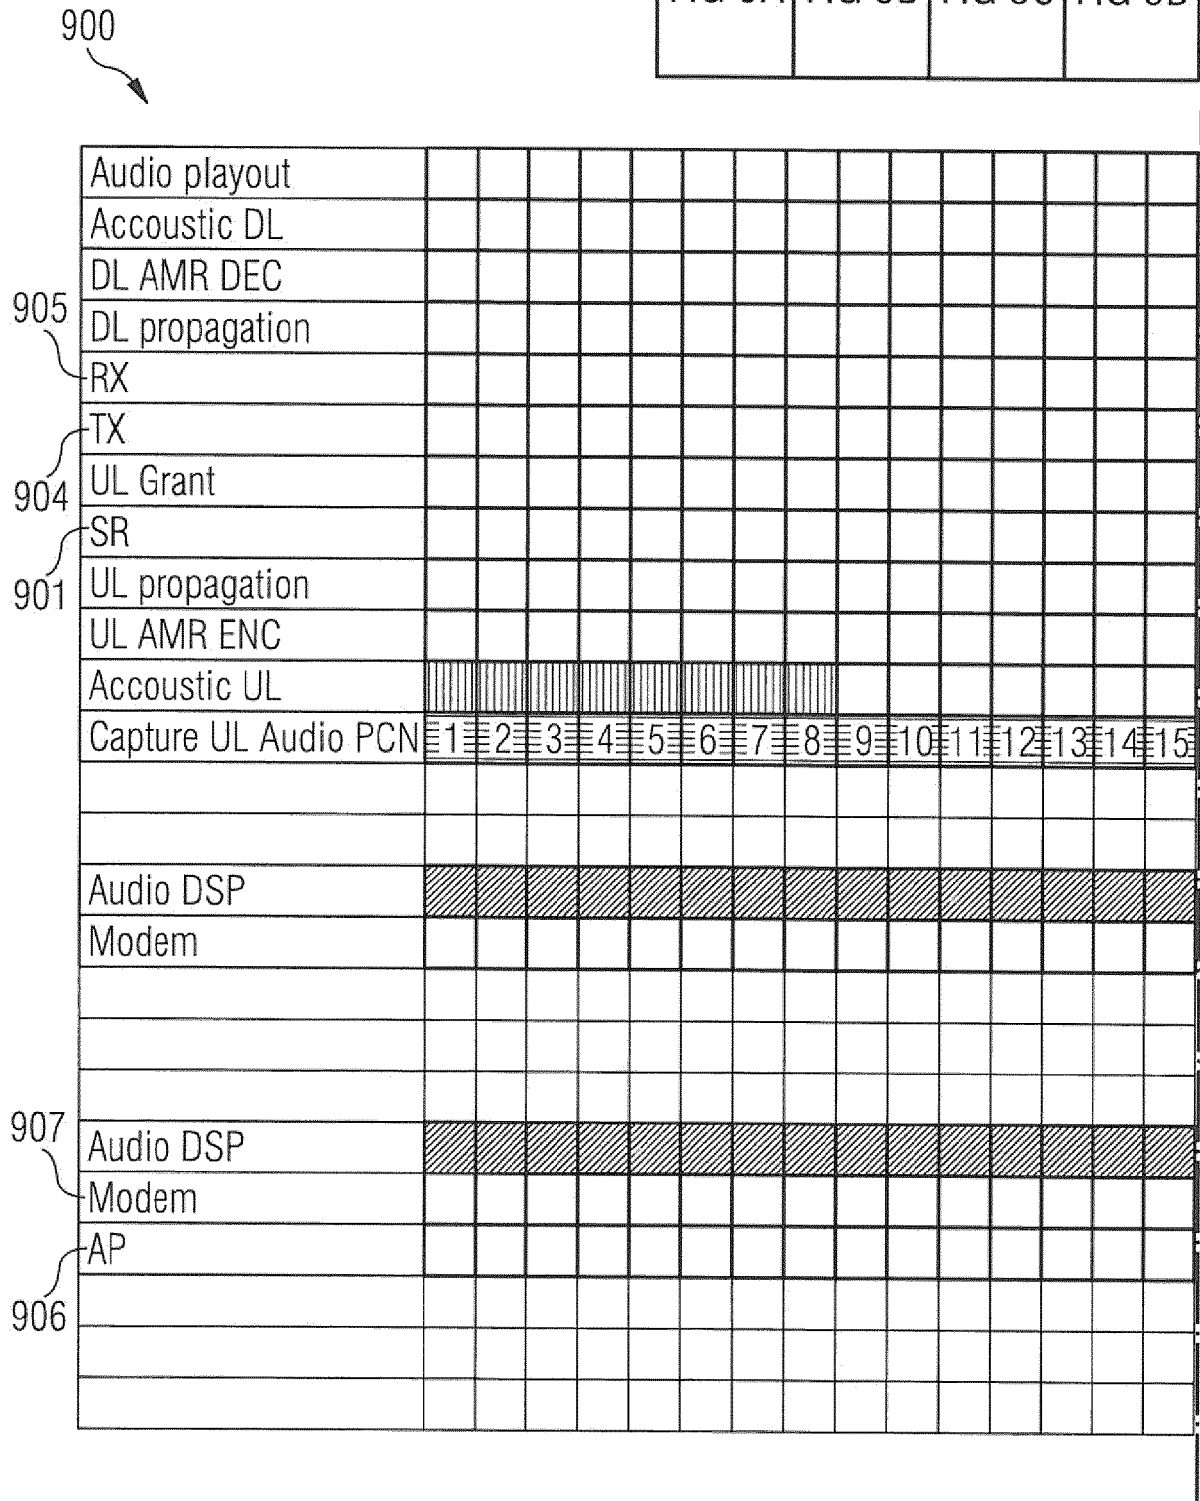 900
Audio playout
Accoustic DL
DL AMR DEC
905
DL propagation
RX
TX
904
UL Grant
SR
901
UL propagation
UL AMR ENC
Accoustic UL
Capture UL Audio PCN 1 2 3 4 5 6 7 8 9 10 11 12 13 14 15
Audio DSP
Modem
907
Audio DSP
Modem
AP
906